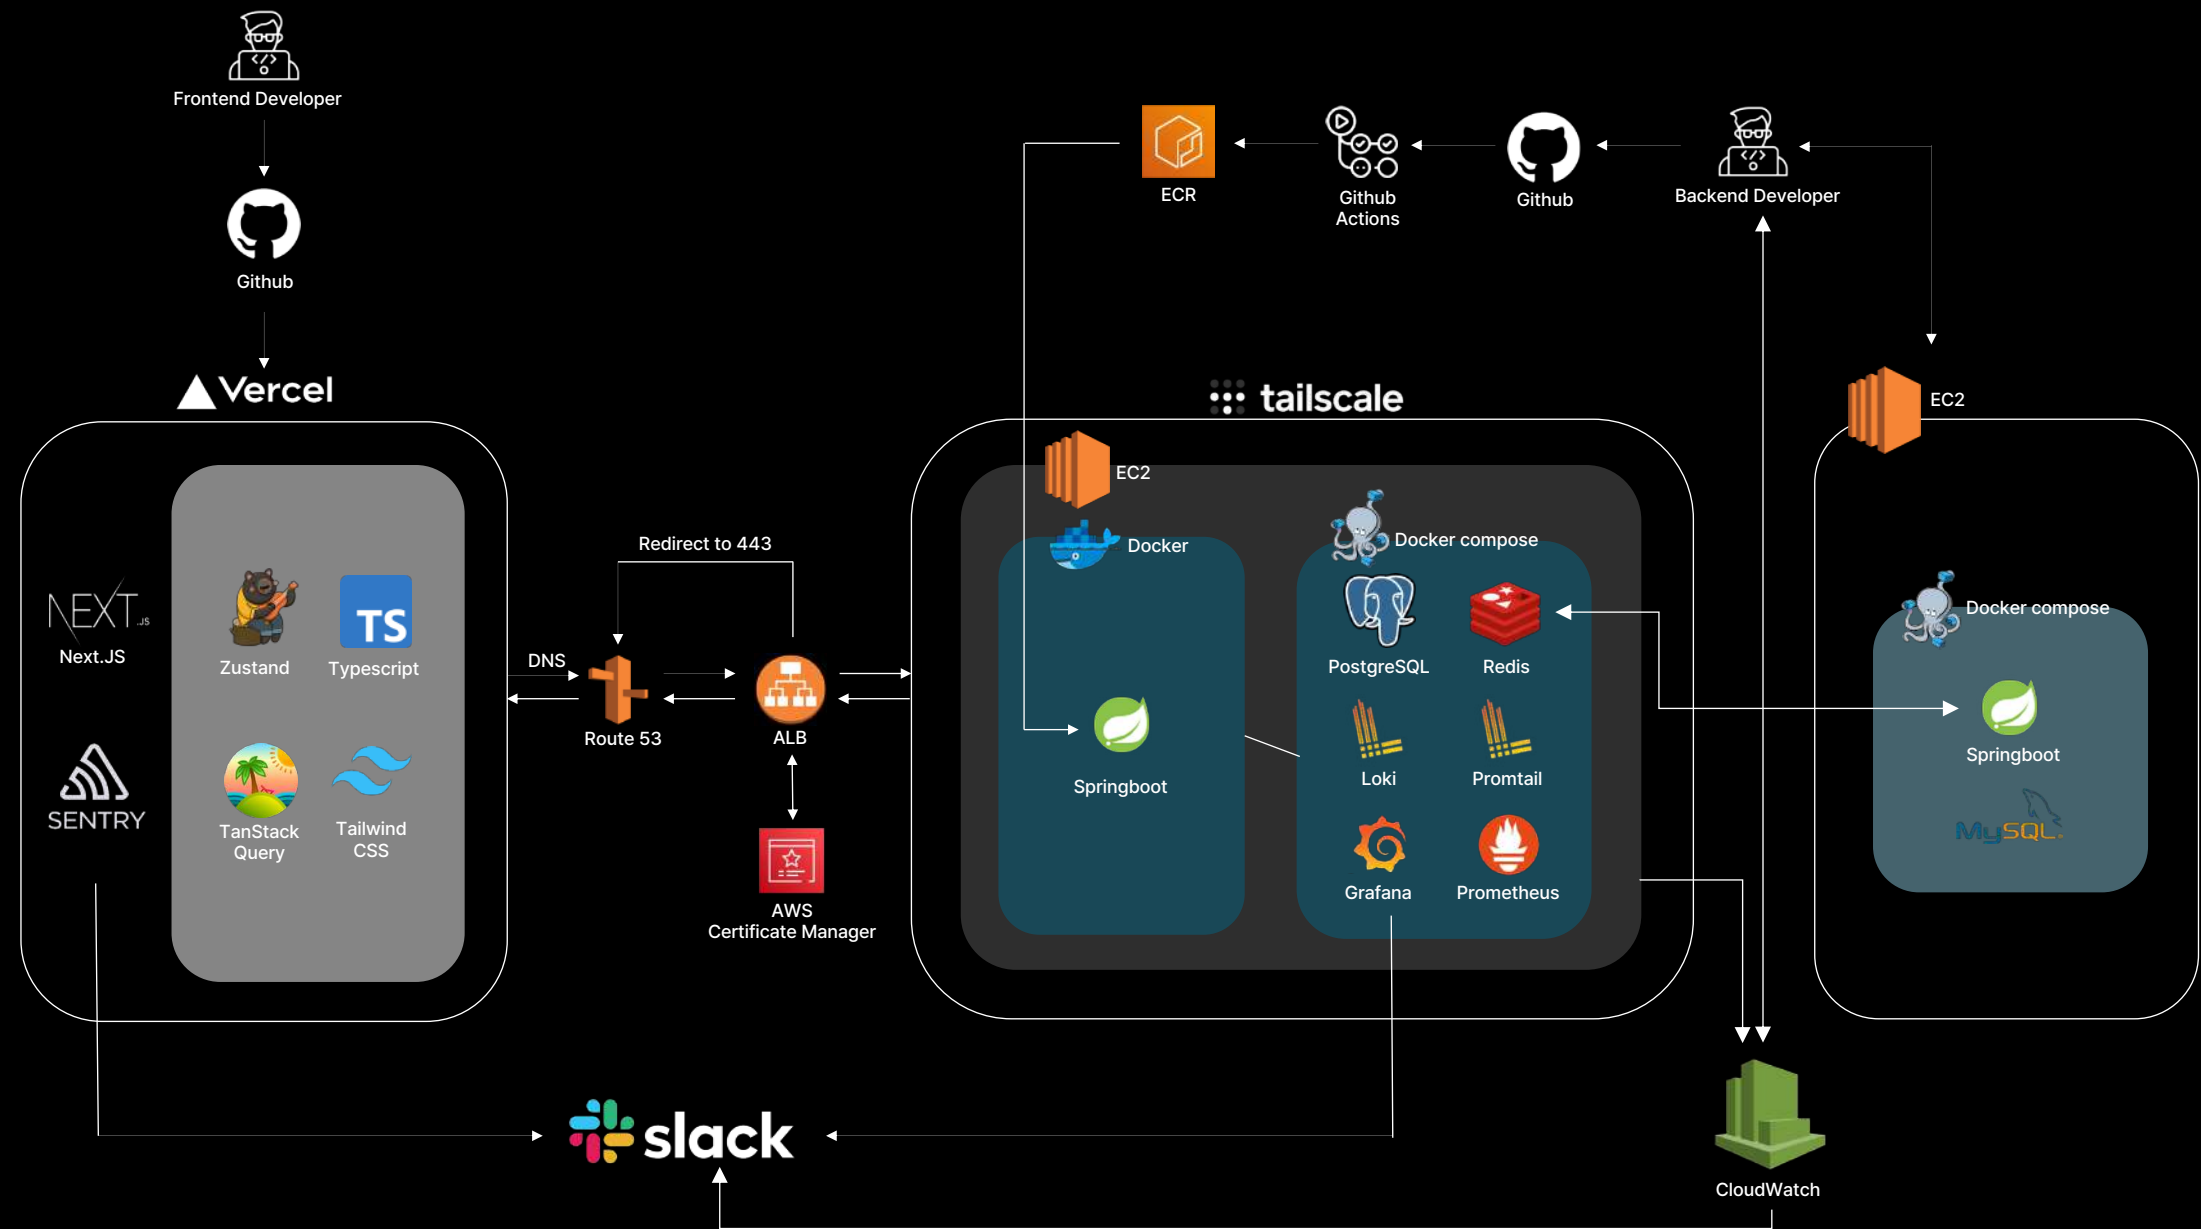 Frontend Developer
Github
Vercel
NEXT
.JS
Next.JS
SENTRY
Zustand
TS
Typescript
TanStack
Query
Tailwind
CSS
DNS
Redirect to 443
Route 53
ALB
AWS
Certificate Manager
ECR
Github
Actions
Github
Backend Developer
tailscale
EC2
Docker
Springboot
Docker compose
PostgreSQL
Redis
Loki
Promtail
Grafana
Prometheus
EC2
Docker compose
Springboot
MySQL
slack
CloudWatch